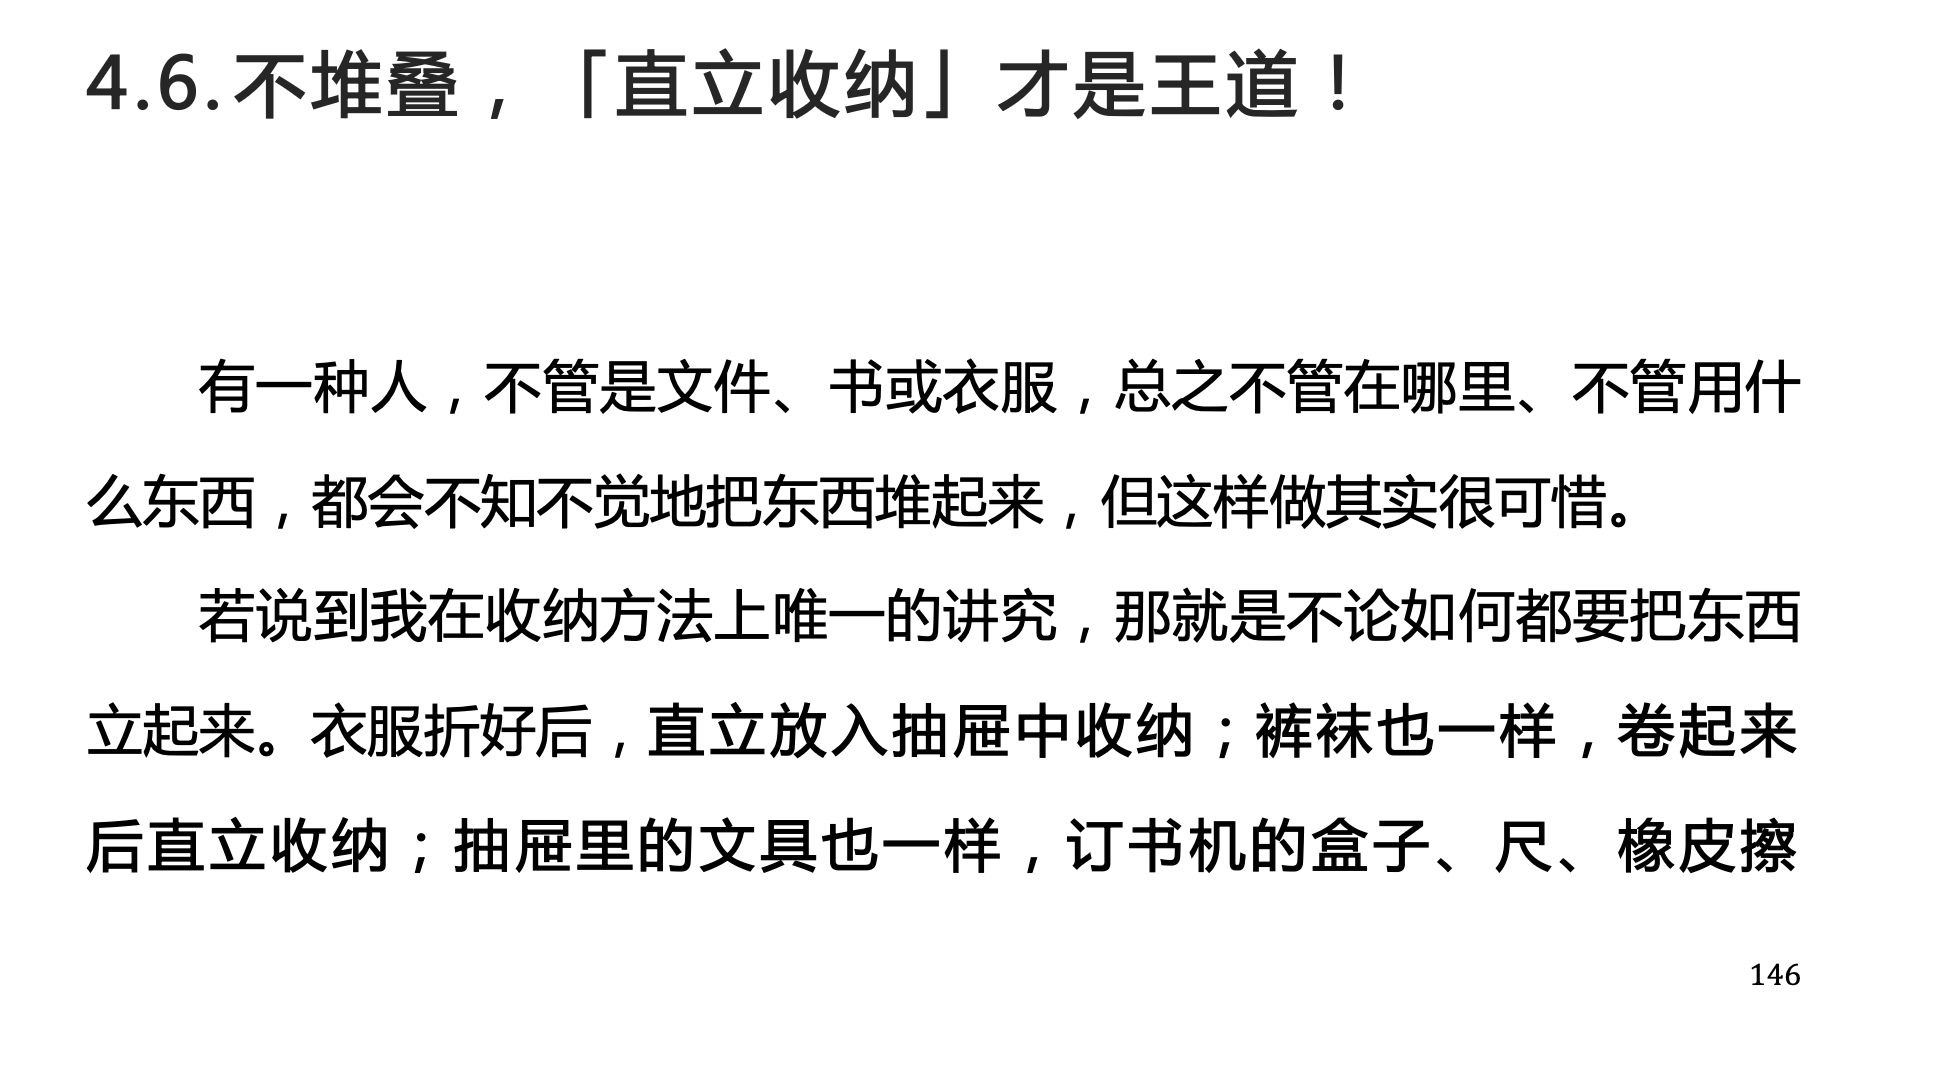 4.6.不堆叠，「直立收纳」才是王道！
有一种人，不管是文件、书或衣服，总之不管在哪里、不管用什
么东西，都会不知不觉地把东西堆起来，但这样做其实很可惜。
若说到我在收纳方法上唯一的讲究，那就是不论如何都要把东西
立起来。衣服折好后，直立放入抽屉中收纳；裤袜也一样，卷起来
后直立收纳；抽屉里的文具也一样，订书机的盒子、尺、橡皮擦
146